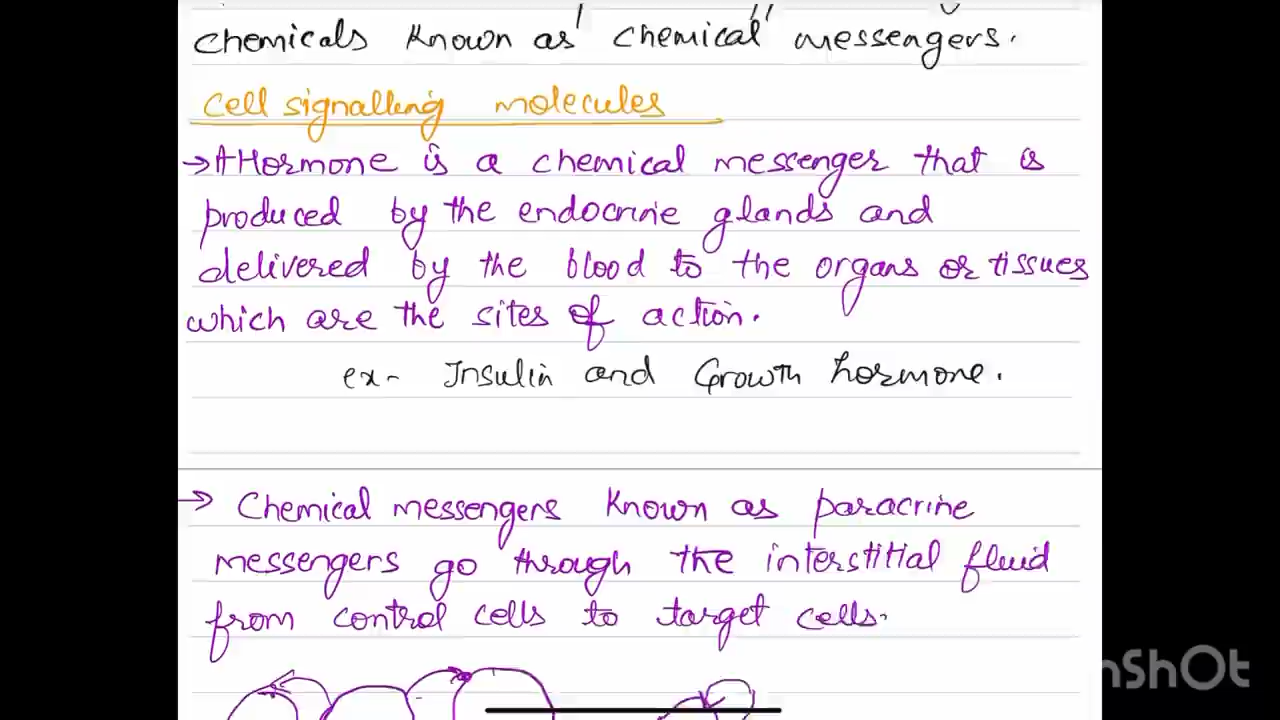 chemicals known as "chemical" messengers.
cell signalling molecules
→ A Hormone is a chemical messenger that is
produced by the endocrine glands and
delivered by the blood to the organs or tissues
which are the sites of action.
ex- Insulin and Growth hormone.
→ Chemical messengers known as paracrine
messengers go through the interstitial fluid
from control cells to target cells.
nShOt